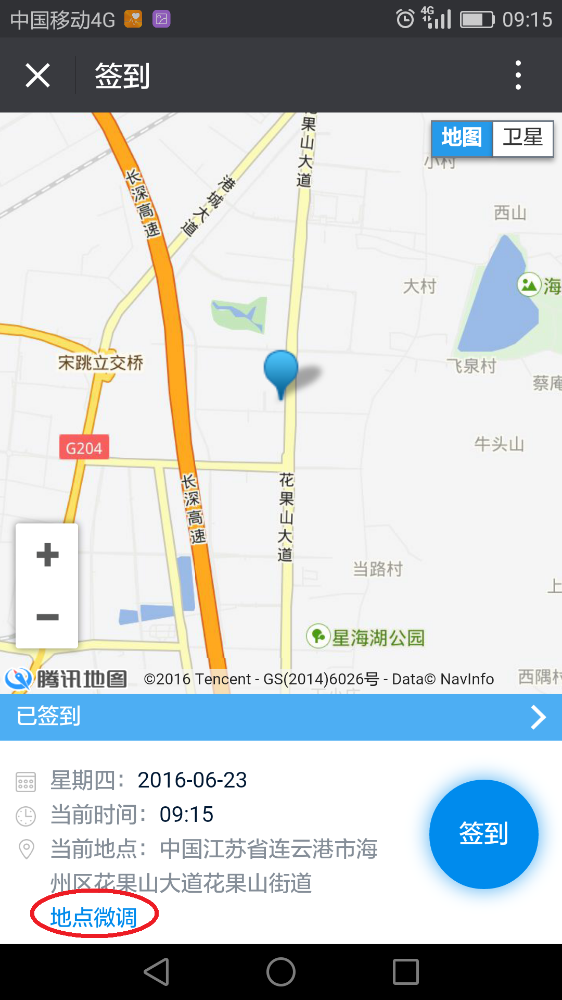 中国移动4G
4G
09:15
签到
花果山大道
地图 卫星
小村
长深高速
港城大道
西山
大村
海
宋跳立交桥
飞泉村
蔡庵
G204
牛头山
长深高速
花果山大道
当路村
上
星海湖公园
西隅村
腾讯地图 ©2016 Tencent - GS(2014)6026号 - Data© NavInfo
已签到
星期四：2016-06-23
当前时间：09:15
签到
当前地点：中国江苏省连云港市海
州区花果山大道花果山街道
地点微调